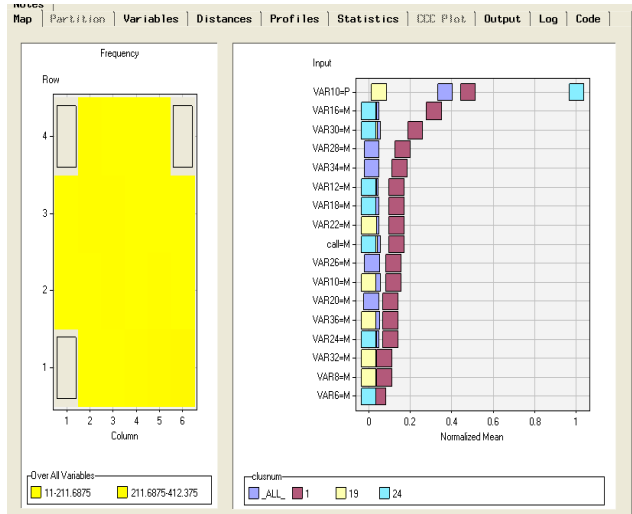 Notes
Map Partition Variables Distances Profiles Statistics CCC Plot Output Log Code
Frequency
Row
4
3
2
1
1 2 3 4 5 6
Column
Over All Variables
11-211.6875 211.6875-412.375
Input
VAR10=P
VAR16=M
VAR30=M
VAR28=M
VAR34=M
VAR12=M
VAR18=M
VAR22=M
call=M
VAR26=M
VAR10=M
VAR20=M
VAR36=M
VAR24=M
VAR32=M
VAR8=M
VAR6=M
0 0.2 0.4 0.6 0.8 1
Normalized Mean
clusnum
_ALL_ 1 19 24